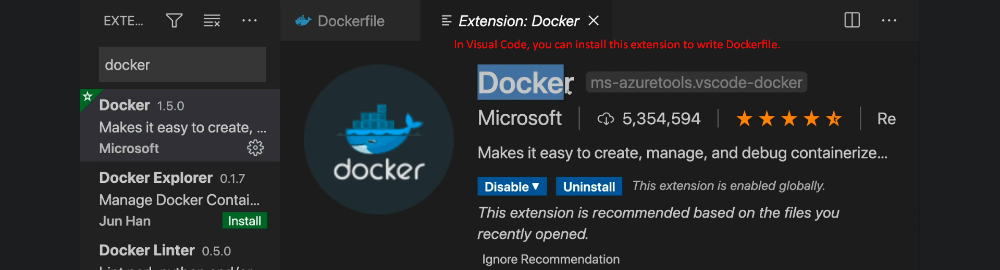 EXTE...
Dockerfile
Extension: Docker
In Visual Code, you can install this extension to write Dockerfile.
docker
Docker 1.5.0
Makes it easy to create, ...
Microsoft
Docker Explorer 0.1.7
Manage Docker Contai...
Jun Han
Install
Docker Linter 0.5.0
docker
Docker
ms-azuretools.vscode-docker
Microsoft
5,354,594
Re
Makes it easy to create, manage, and debug containerize...
Disable
Uninstall
This extension is enabled globally.
This extension is recommended based on the files you
recently opened.
Ignore Recommendation